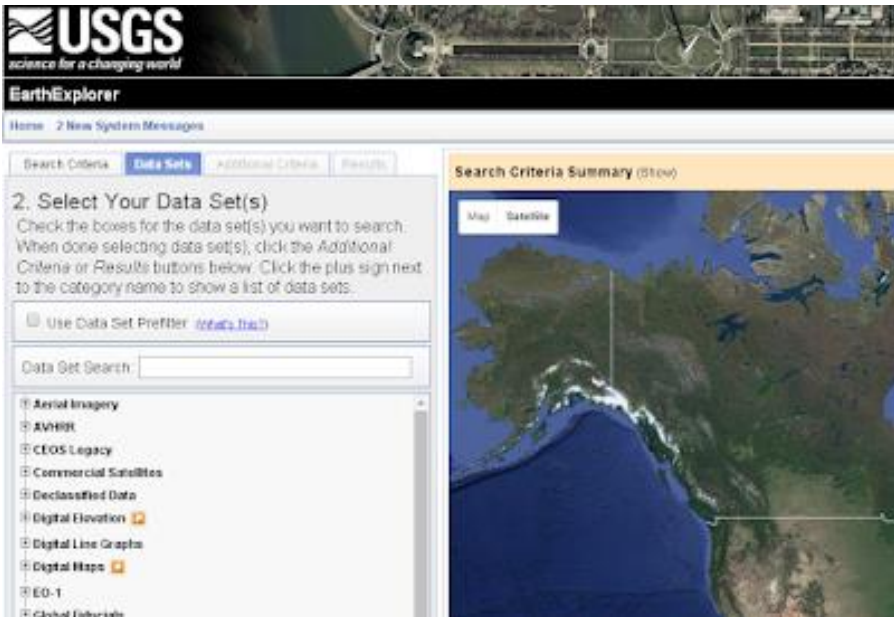 USGS
science for a changing world
EarthExplorer
Home 2 New System Messages
Search Criteria Data Sets Additional Criteria Results
2. Select Your Data Set(s)
Check the boxes for the data set(s) you want to search.
When done selecting data set(s), click the Additional
Criteria or Results buttons below. Click the plus sign next
to the category name to show a list of data sets.
Use Data Set Prefilter (What's This?)
Data Set Search:
Aerial Imagery
AVHRR
CEOS Legacy
Commercial Satellites
Declassified Data
Digital Elevation
Digital Line Graphs
Digital Maps
EO-1
Global Fiducials
Search Criteria Summary (Show)
Map Satellite